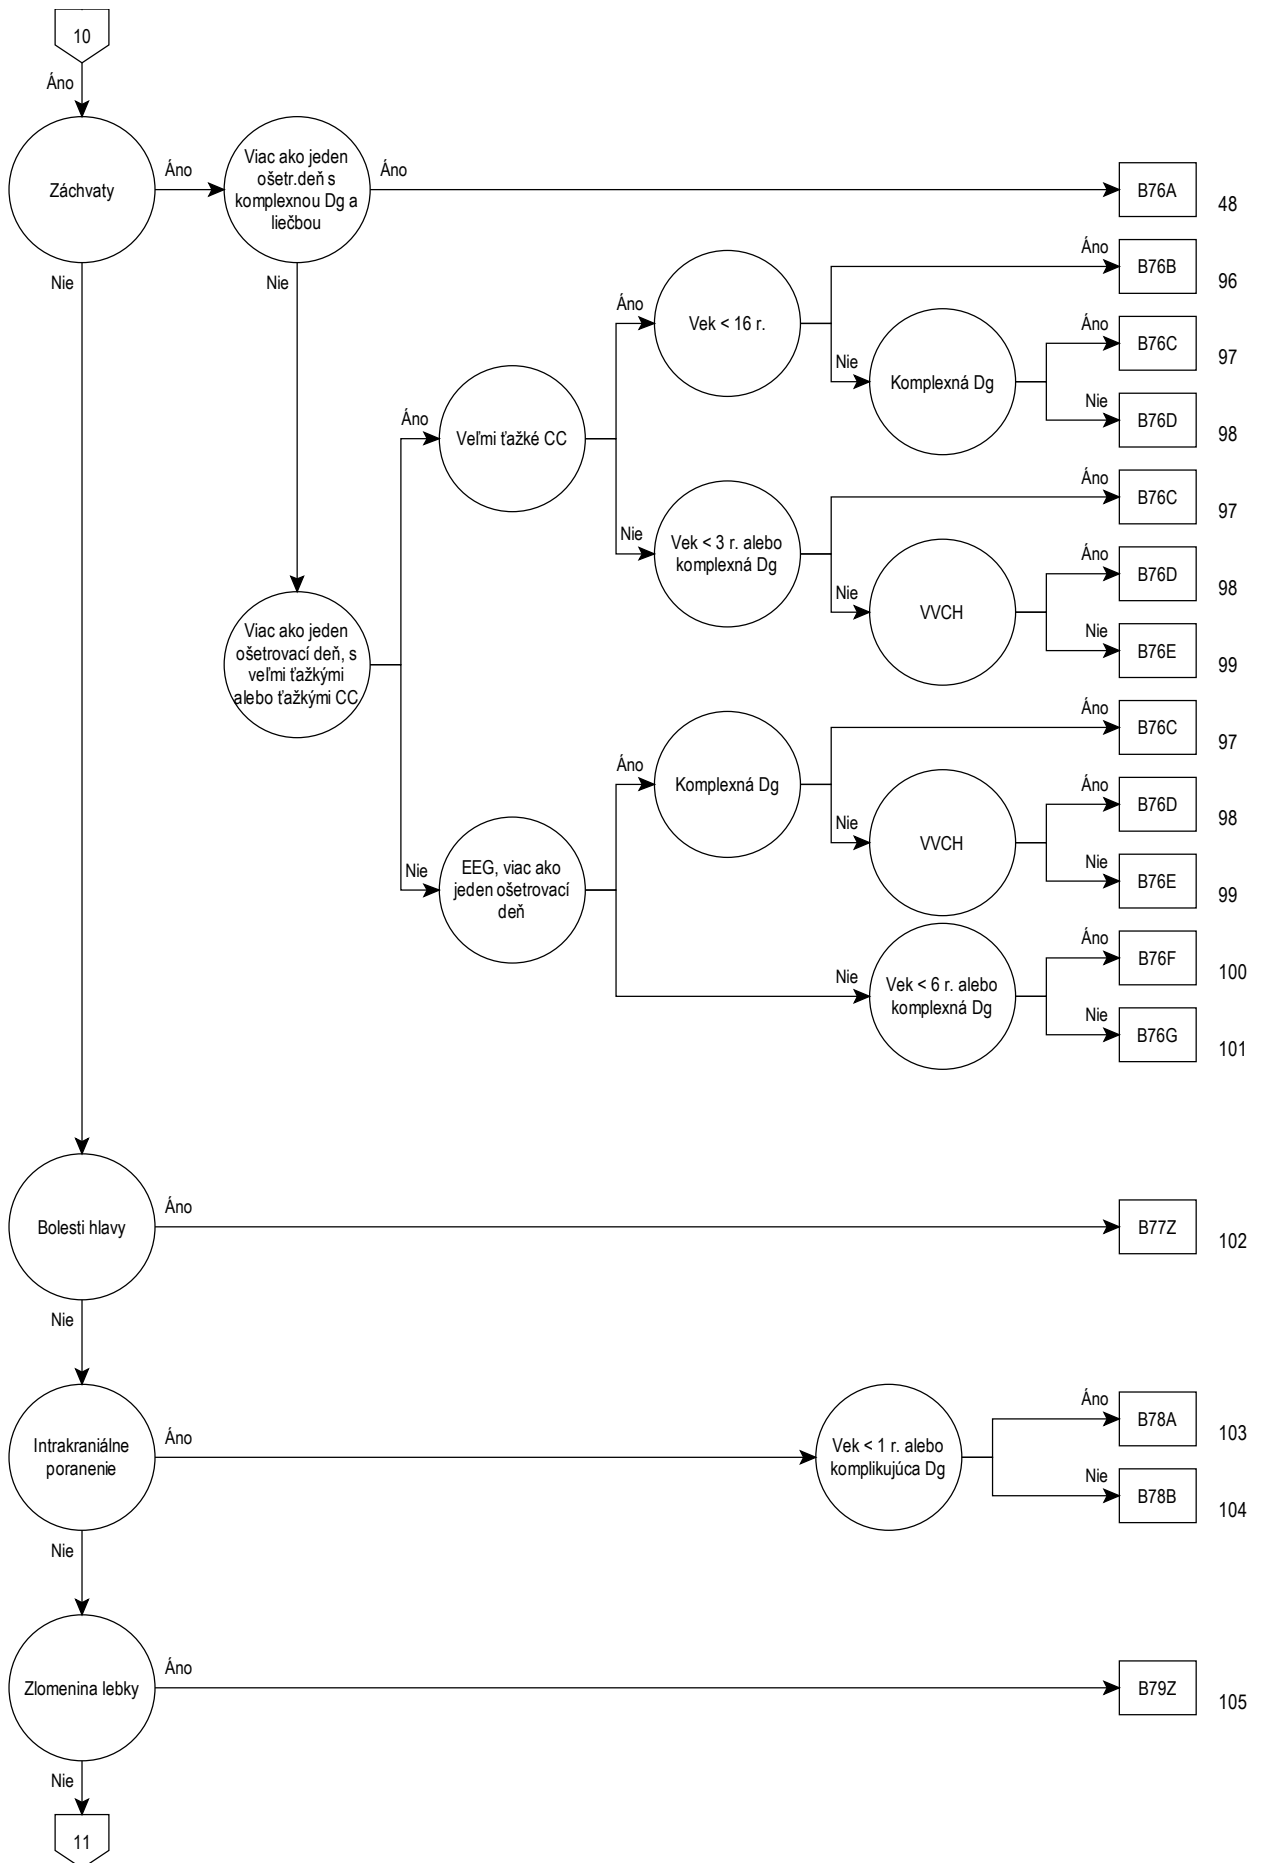 10
Áno
Záchvaty
Áno
Viac ako jeden
ošetr.deň s
komplexnou Dg a
liečbou
Áno
B76A
48
Nie
Nie
Áno
B76B
96
Áno
Vek < 16 r.
Áno
B76C
97
Nie
Komplexná Dg
Nie
B76D
98
Áno
Veľmi ťažké CC
Áno
B76C
97
Nie
Vek < 3 r. alebo
komplexná Dg
Áno
B76D
98
Nie
VVCH
Nie
B76E
99
Viac ako jeden
ošetrovací deň, s
veľmi ťažkými
alebo ťažkými CC
Áno
B76C
97
Áno
Komplexná Dg
Áno
B76D
98
Nie
VVCH
Nie
B76E
99
Nie
EEG, viac ako
jeden ošetrovací
deň
Áno
B76F
100
Nie
Vek < 6 r. alebo
komplexná Dg
Nie
B76G
101
Bolesti hlavy
Áno
B77Z
102
Nie
Intrakraniálne
poranenie
Áno
Vek < 1 r. alebo
komplikujúca Dg
Áno
B78A
103
Nie
B78B
104
Nie
Zlomenina lebky
Áno
B79Z
105
Nie
11